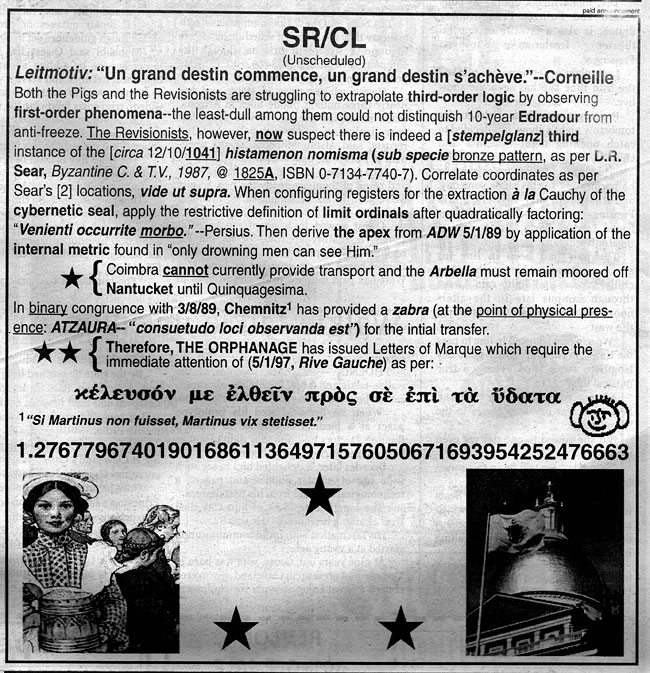 paid announcement
SR/CL
(Unscheduled)
Leitmotiv: “Un grand destin commence, un grand destin s’achève.”--Corneille
Both the Pigs and the Revisionists are struggling to extrapolate third-order logic by observing
first-order phenomena--the least-dull among them could not distinquish 10-year Edradour from
anti-freeze. The Revisionists, however, now suspect there is indeed a [stempelglanz] third
instance of the [circa 12/10/1041] histamenon nomisma (sub specie bronze pattern, as per D.R.
Sear, Byzantine C. & T.V., 1987, @ 1825A, ISBN 0-7134-7740-7). Correlate coordinates as per
Sear’s [2] locations, vide ut supra. When configuring registers for the extraction à la Cauchy of the
cybernetic seal, apply the restrictive definition of limit ordinals after quadratically factoring:
“Venienti occurrite morbo.”--Persius. Then derive the apex from ADW 5/1/89 by application of the
internal metric found in “only drowning men can see Him.”
★ { Coimbra cannot currently provide transport and the Arbella must remain moored off
Nantucket until Quinquagesima.
In binary congruence with 3/8/89, Chemnitz¹ has provided a zabra (at the point of physical pres-
ence: ATZAURA-- “consuetudo loci observanda est”) for the intial transfer.
★★ { Therefore, THE ORPHANAGE has issued Letters of Marque which require the
immediate attention of (5/1/97, Rive Gauche) as per:
κέλευσόν με ἐλθεῖν πρὸς σὲ ἐπὶ τὰ ὕδατα
¹ “Si Martinus non fuisset, Martinus vix stetisset.”
1.2767796740190168611364971576050671693954252476663